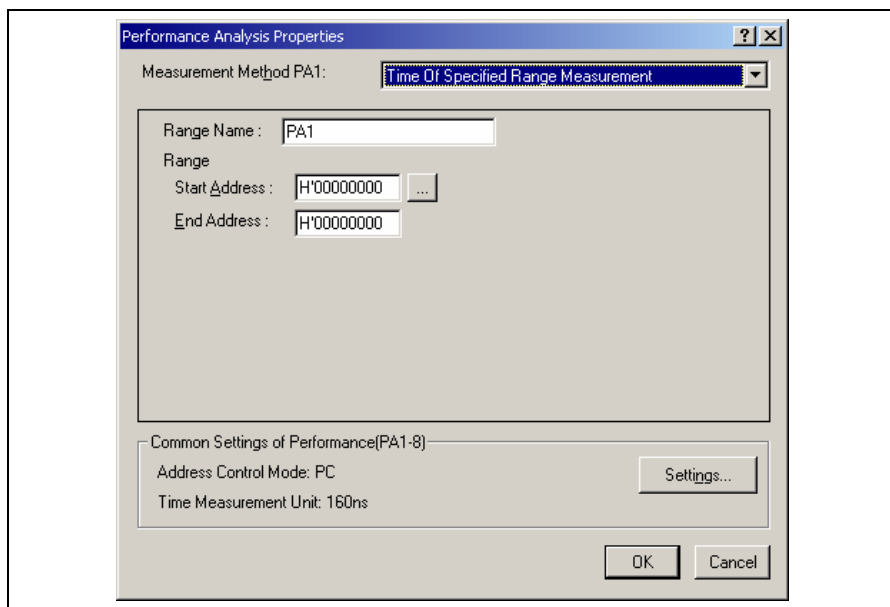 Performance Analysis Properties
Measurement Method PA1: Time Of Specified Range Measurement
Range Name : PA1
Range
Start Address : H'00000000 ...
End Address : H'00000000
Common Settings of Performance(PA1-8)
Address Control Mode: PC
Settings...
Time Measurement Unit: 160ns
OK Cancel